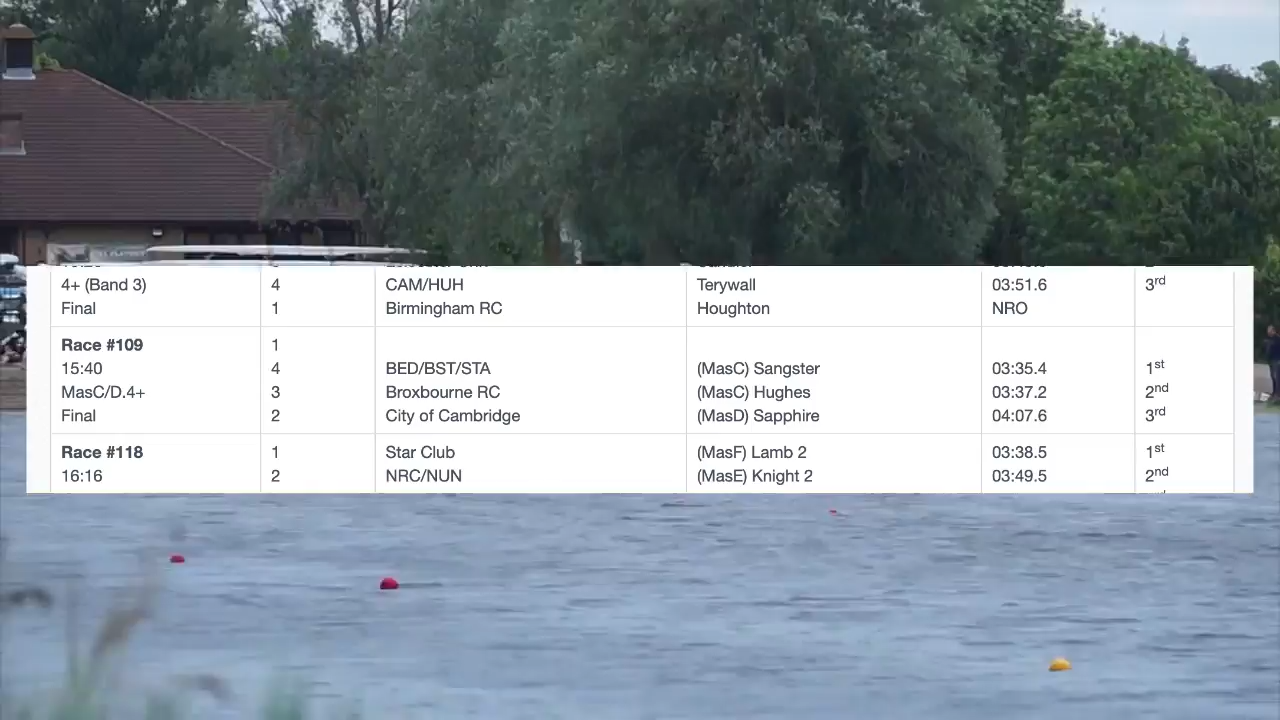 4+ (Band 3) 4 CAM/HUH Terywall 03:51.6 3rd
Final 1 Birmingham RC Houghton NRO
Race #109 1
15:40 4 BED/BST/STA (MasC) Sangster 03:35.4 1st
MasC/D.4+ 3 Broxbourne RC (MasC) Hughes 03:37.2 2nd
Final 2 City of Cambridge (MasD) Sapphire 04:07.6 3rd
Race #118 1 Star Club (MasF) Lamb 2 03:38.5 1st
16:16 2 NRC/NUN (MasE) Knight 2 03:49.5 2nd